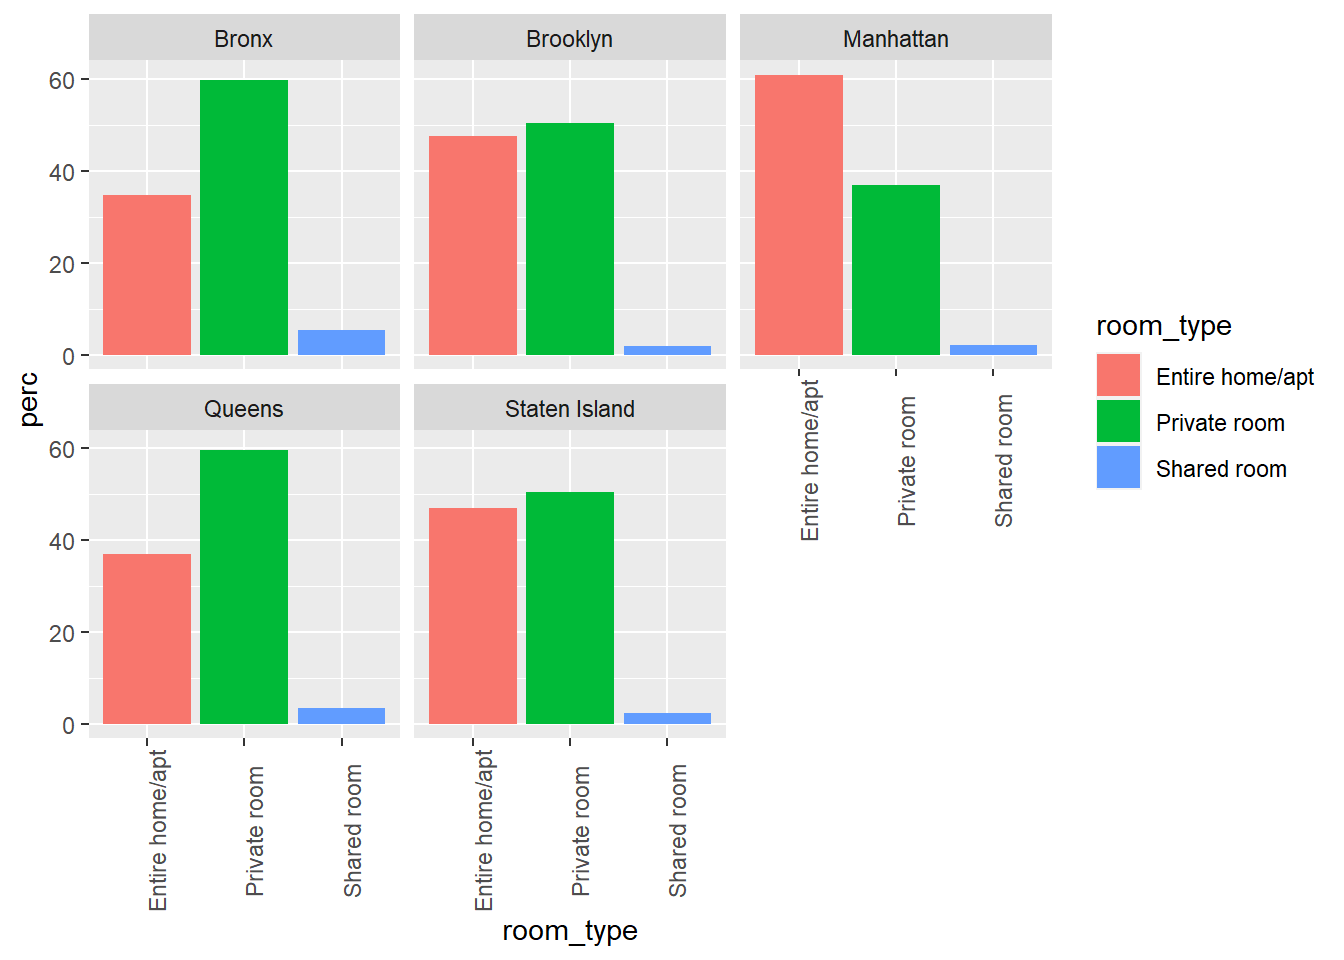 Bronx
Brooklyn
Manhattan
60
40
20
0
Entire home/apt
Private room
Shared room
Queens
Staten Island
60
40
20
0
Entire home/apt
Private room
Shared room
Entire home/apt
Private room
Shared room
perc
room_type
room_type
Entire home/apt
Private room
Shared room